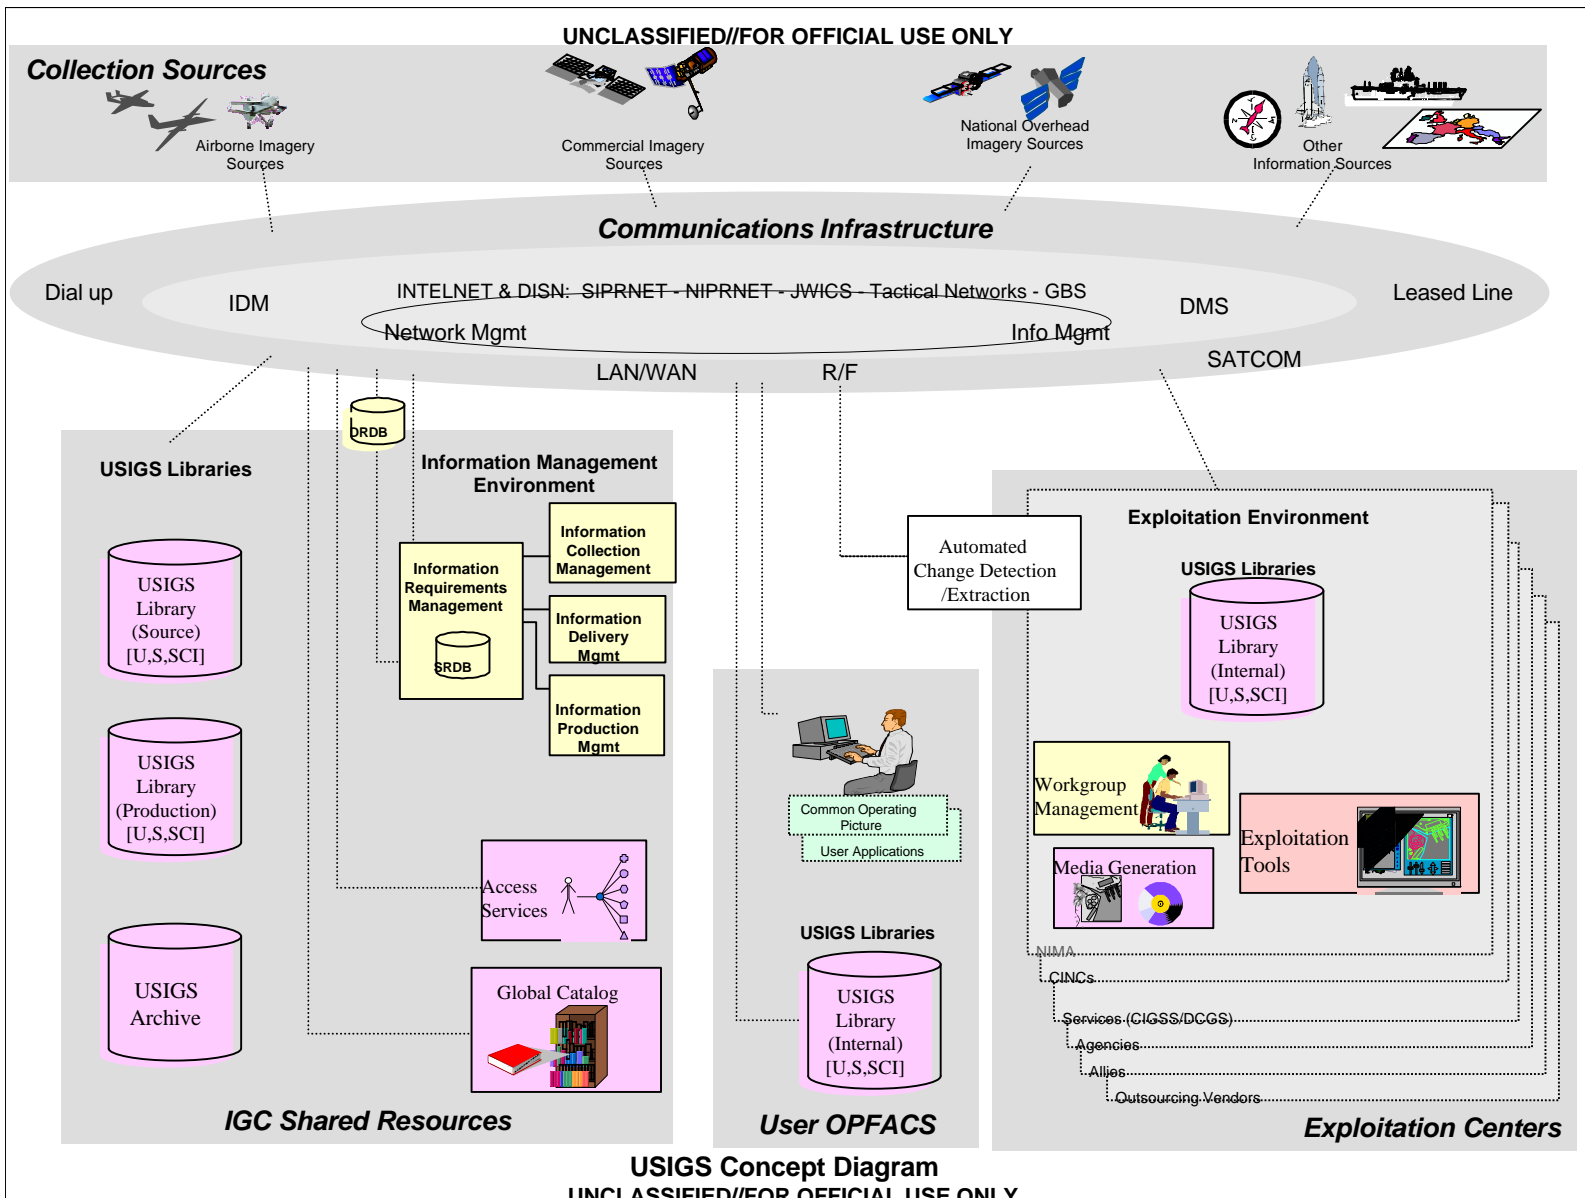 UNCLASSIFIED//FOR OFFICIAL USE ONLY
Collection Sources
Airborne Imagery
Sources
Commercial Imagery
Sources
National Overhead
Imagery Sources
Other
Information Sources
Communications Infrastructure
Dial up
IDM
INTELNET & DISN: SIPRNET - NIPRNET - JWICS - Tactical Networks - GBS
DMS
Leased Line
Network Mgmt
Info Mgmt
LAN/WAN
R/F
SATCOM
DRDB
USIGS Libraries
Information Management
Environment
USIGS
Library
(Source)
[U,S,SCI]
USIGS
Library
(Production)
[U,S,SCI]
USIGS
Archive
Information
Requirements
Management
SRDB
Information
Collection
Management
Information
Delivery
Mgmt
Information
Production
Mgmt
Access
Services
Global Catalog
IGC Shared Resources
Common Operating
Picture
User Applications
USIGS Libraries
USIGS
Library
(Internal)
[U,S,SCI]
User OPFACS
Automated
Change Detection
/Extraction
Exploitation Environment
USIGS Libraries
USIGS
Library
(Internal)
[U,S,SCI]
Workgroup
Management
Exploitation
Tools
Media Generation
NIMA
CINCs
Services (CIGSS/DCGS)
Agencies
Allies
Outsourcing Vendors
Exploitation Centers
USIGS Concept Diagram
UNCLASSIFIED//FOR OFFICIAL USE ONLY